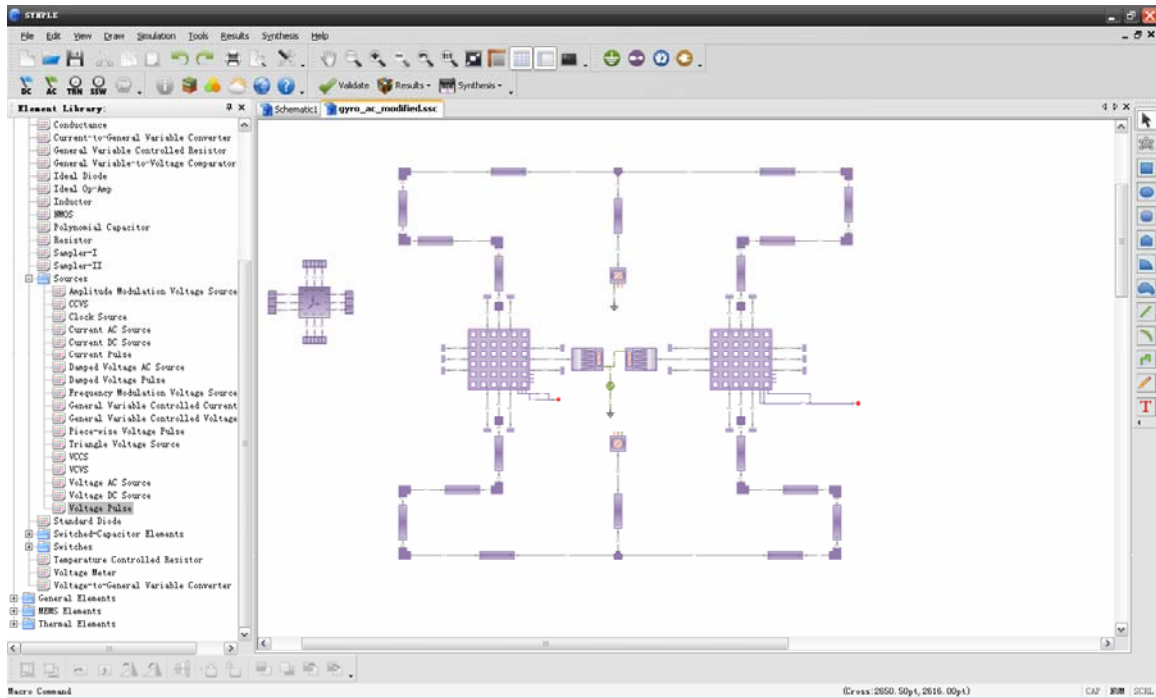 SYNPLE
File Edit View Draw Simulation Tools Results Synthesis Help
DC AC TRN SSW Validate Results Synthesis
Element Library:
Schematic1 gyro_ac_modified.ssc
Conductance
Current-to-General Variable Converter
General Variable Controlled Resistor
General Variable-to-Voltage Comparator
Ideal Diode
Ideal Op-Amp
Inductor
NMOS
Polynomial Capacitor
Resistor
Sampler-I
Sampler-II
Sources
Amplitude Modulation Voltage Source
CCVS
Clock Source
Current AC Source
Current DC Source
Current Pulse
Damped Voltage AC Source
Damped Voltage Pulse
Frequency Modulation Voltage Source
General Variable Controlled Current
General Variable Controlled Voltage
Piece-wise Voltage Pulse
Triangle Voltage Source
VCCS
VCVS
Voltage AC Source
Voltage DC Source
Voltage Pulse
Standard Diode
Switched-Capacitor Elements
Switches
Temperature Controlled Resistor
Voltage Meter
Voltage-to-General Variable Converter
General Elements
MEMS Elements
Thermal Elements
T
Macro Command (Cross:2650.50pt,2616.00pt) CAP NUM SCRL